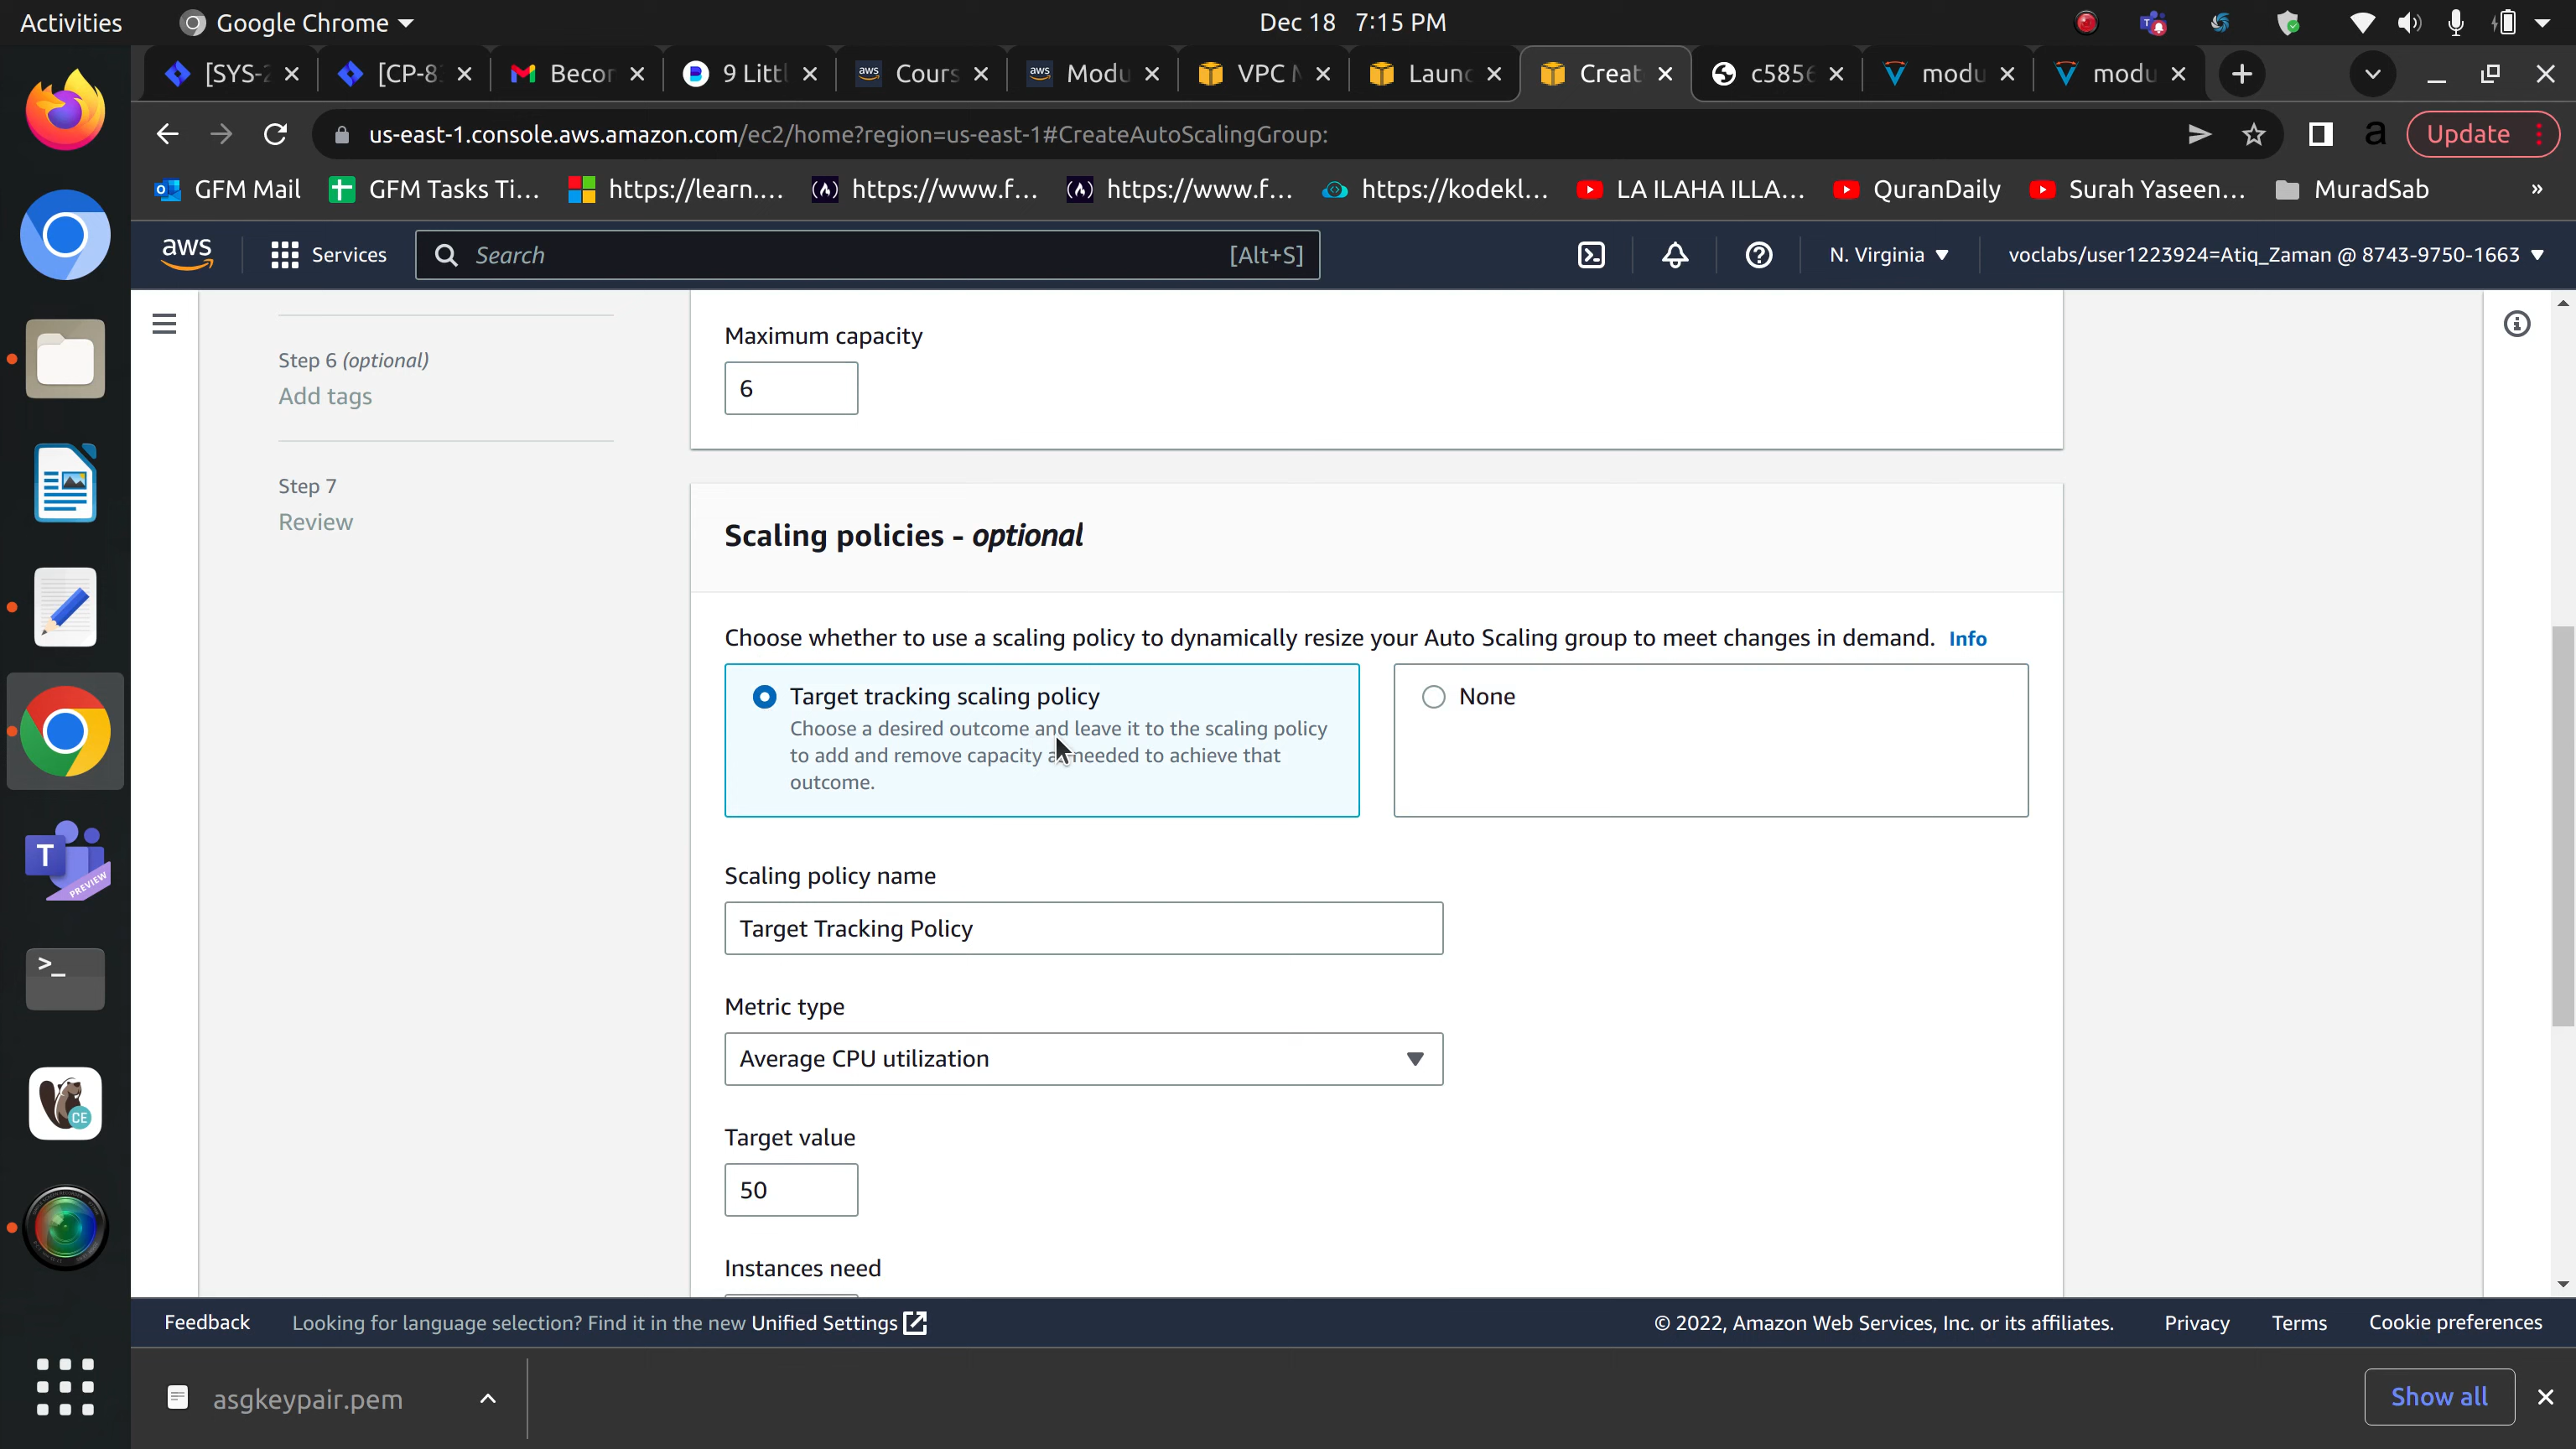 Activities
Google Chrome
Dec 18 7:15 PM
[SYS-2
[CP-8
Becor
9 Littl
aws
Cours
aws
Modu
VPC
Laun
Creat
c5856
modu
modu
us-east-1.console.aws.amazon.com/ec2/home?region=us-east-1#CreateAutoScalingGroup:
a
Update
GFM Mail
GFM Tasks Ti...
https://learn....
https://www.f...
https://www.f...
https://kodekl...
LA ILAHA ILLA...
QuranDaily
Surah Yaseen...
MuradSab
»
aws
Services
Search
[Alt+S]
N. Virginia
voclabs/user1223924=Atiq_Zaman @ 8743-9750-1663
Step 6 (optional)
Add tags
Step 7
Review
Maximum capacity
6
Scaling policies - optional
Choose whether to use a scaling policy to dynamically resize your Auto Scaling group to meet changes in demand. Info
Target tracking scaling policy
Choose a desired outcome and leave it to the scaling policy
to add and remove capacity as needed to achieve that
outcome.
None
Scaling policy name
Target Tracking Policy
Metric type
Average CPU utilization
Target value
50
Instances need
T
PREVIEW
>_
CE
Feedback
Looking for language selection? Find it in the new Unified Settings
© 2022, Amazon Web Services, Inc. or its affiliates.
Privacy
Terms
Cookie preferences
asgkeypair.pem
Show all